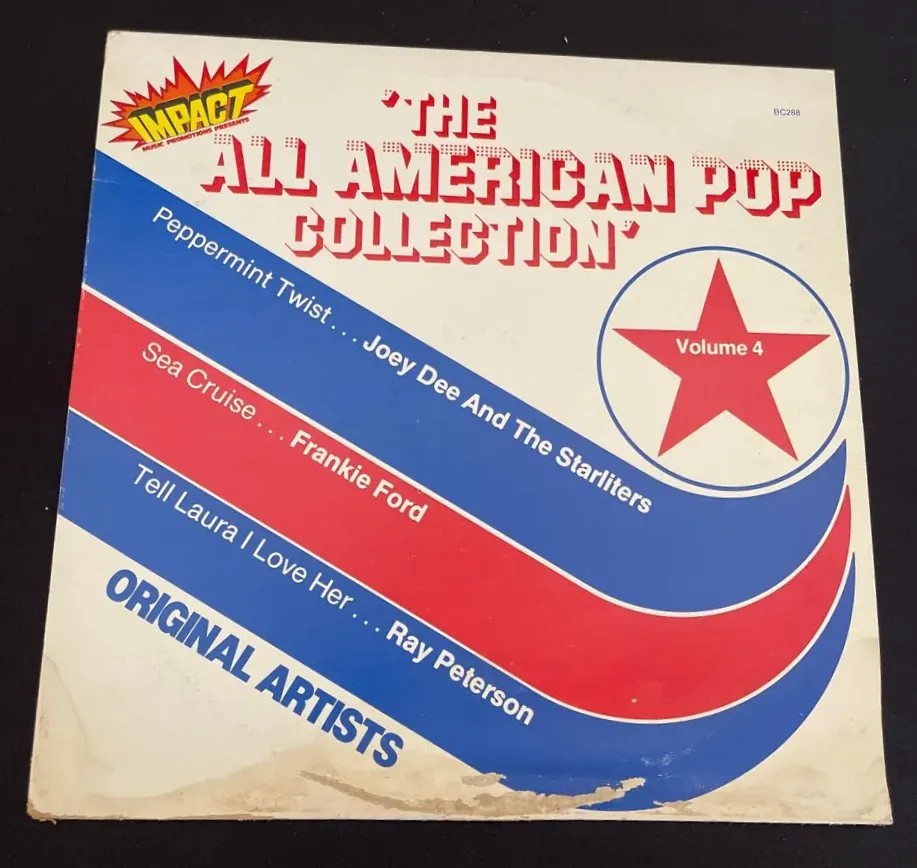 IMPACT
MUSIC PROMOTIONS PRESENTS
BC288
'THE
ALL AMERICAN POP
COLLECTION'
Volume 4
Peppermint Twist... Joey Dee And The Starliters
Sea Cruise... Frankie Ford
Tell Laura I Love Her... Ray Peterson
ORIGINAL ARTISTS